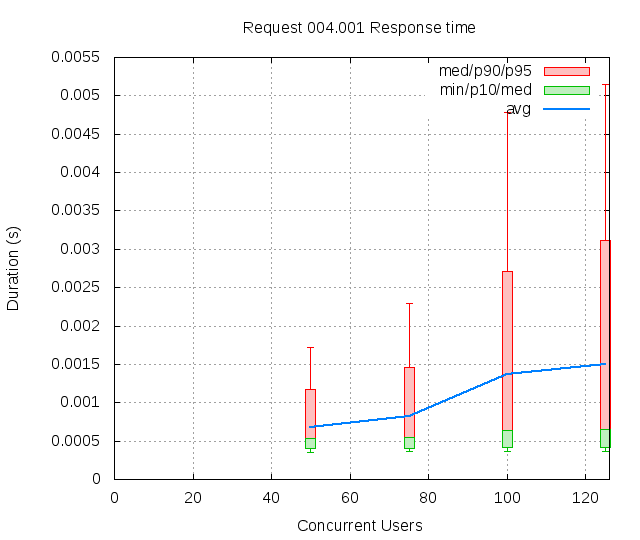 Request 004.001 Response time
0.0055
0.005
0.0045
0.004
0.0035
0.003
0.0025
0.002
0.0015
0.001
0.0005
0
Duration (s)
med/p90/p95
min/p10/med
avg
0 20 40 60 80 100 120
Concurrent Users